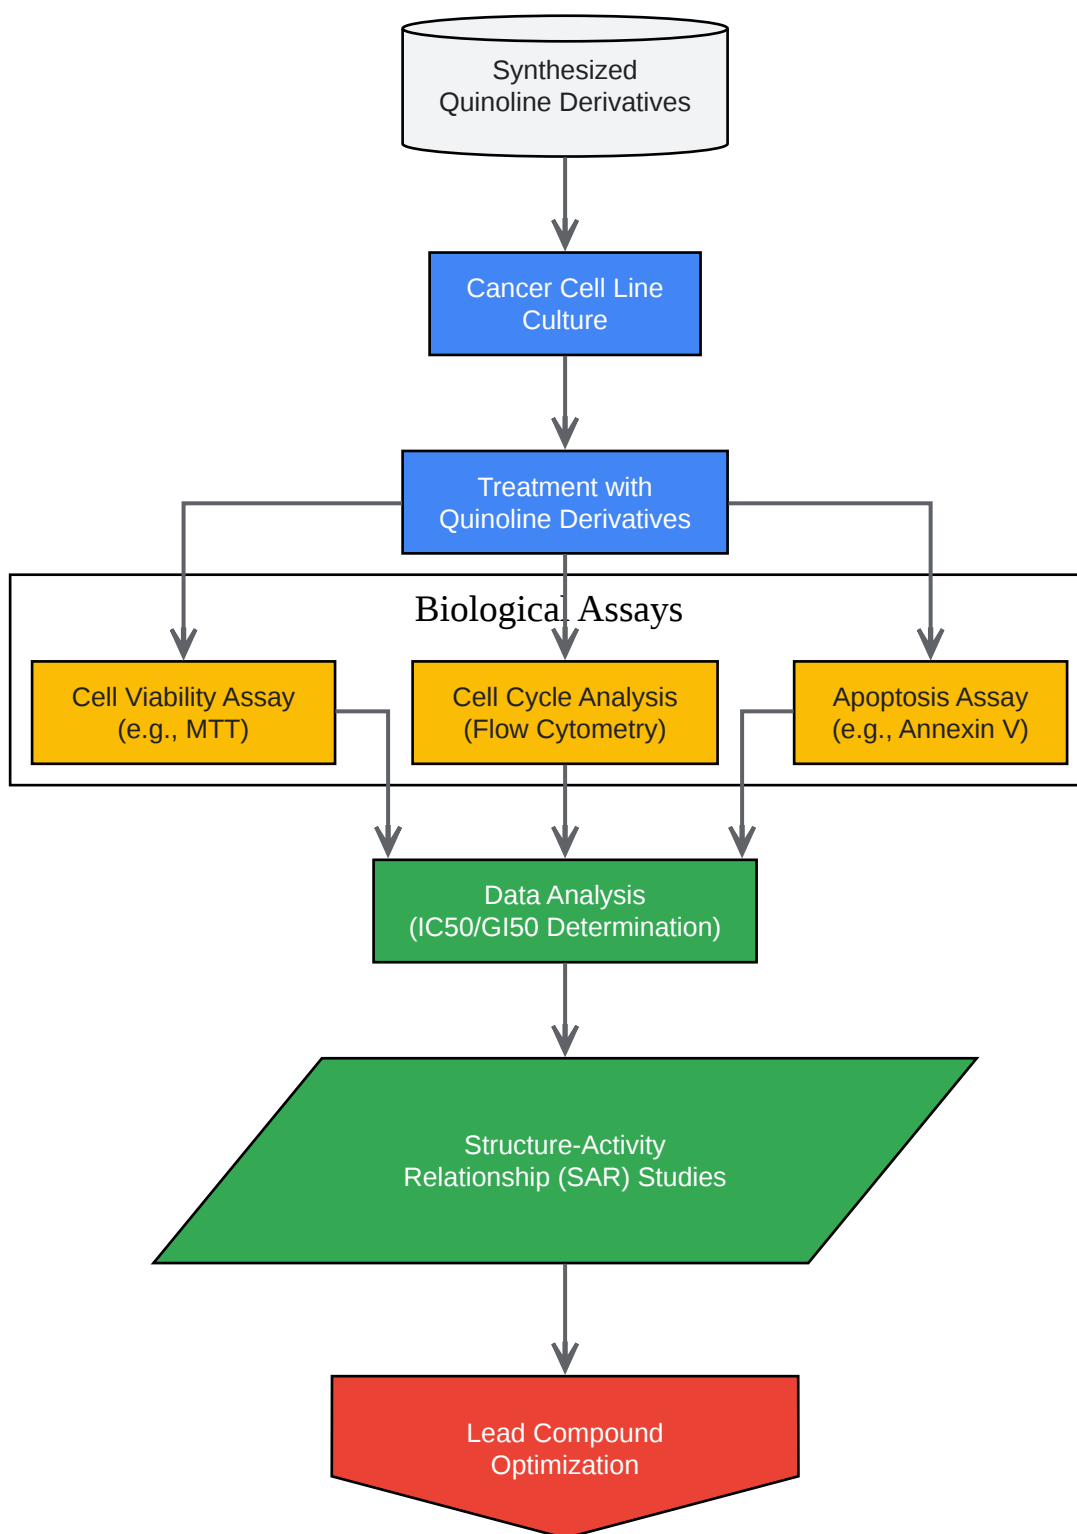 Synthesized
Quinoline Derivatives
Cancer Cell Line
Culture
Treatment with
Quinoline Derivatives
Biological Assays
Cell Viability Assay
(e.g., MTT)
Cell Cycle Analysis
(Flow Cytometry)
Apoptosis Assay
(e.g., Annexin V)
Data Analysis
(IC50/GI50 Determination)
Structure-Activity
Relationship (SAR) Studies
Lead Compound
Optimization